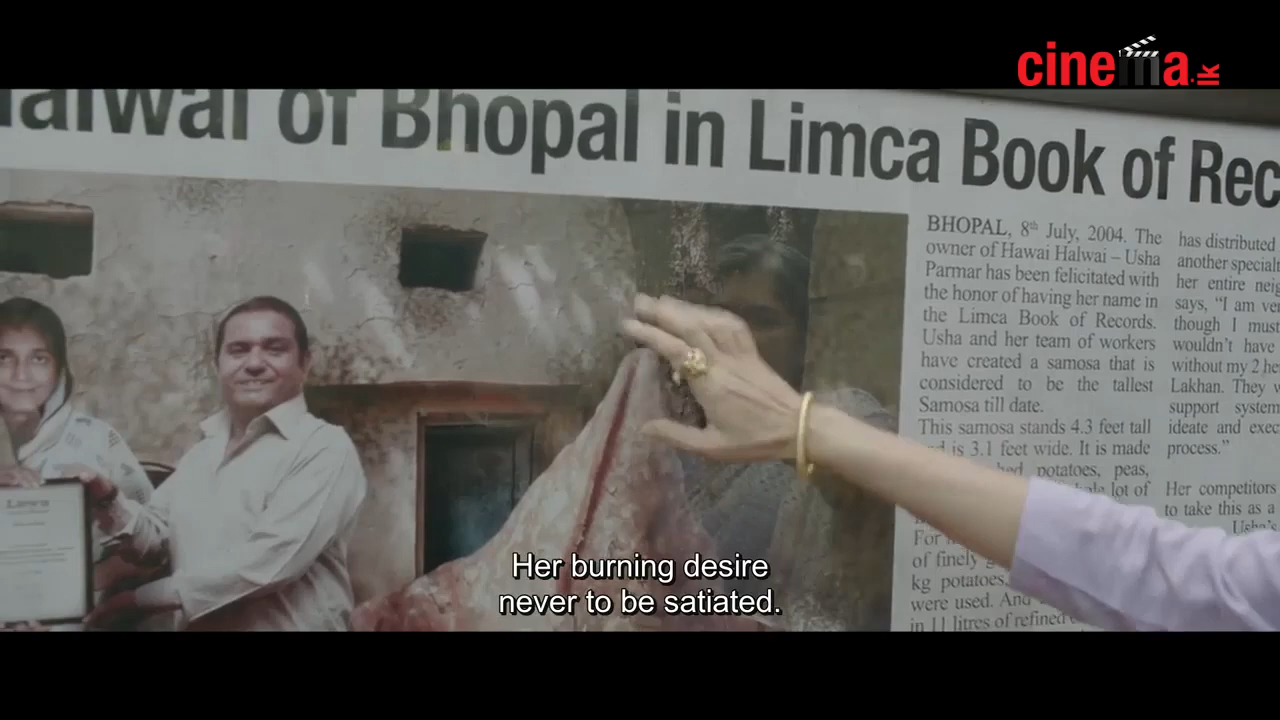 cinema.lk
of Bhopal in Limca Book of
BHOPAL, 8th July, 2004. The
owner of Hawai Halwai – Usha
Parmar has been felicitated with
the honor of having her name in
the Limca Book of Records.
Usha and her team of workers
have created a samosa that is
considered to be the tallest
Samosa till date.
This samosa stands 4.3 feet tall
is 3.1 feet wide. It is made
potatoes, peas,
lot of
For
of finely
kg potatoes,
were used. And
in 11 litres of refined
has distributed
another
her entire
says, “I am
though I must
wouldn't have
without my 2
Lakhan. They
support system
ideate and
process.”
Her competitors
to take this as a
Usha's
Limca
Her burning desire
never to be satiated.